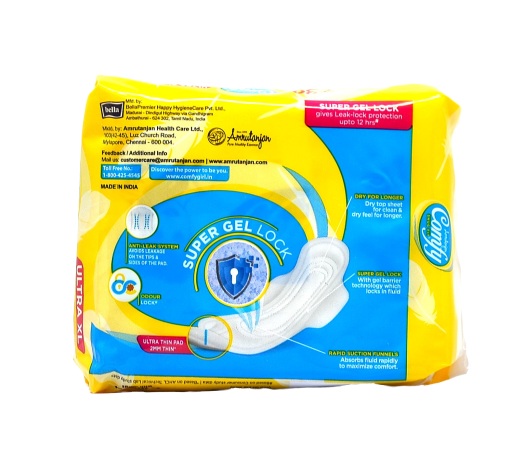 bella
Mfd. by:
BellaPremier Happy HygieneCare Pvt. Ltd.,
Madurai - Dindigul Highway via Gandhigram
Ambathurai - 624 302, Tamil Nadu, India
Mktd. by: Amrutanjan Health Care Ltd.,
103(42-45), Luz Church Road,
Mylapore, Chennai - 600 004.
Amrutanjan
Feedback / Additional Info
Mail us: customercare@amrutanjan.com | www.amrutanjan.com
Toll Free No.:
1-800-425-4545
Discover the power to be you.
www.comfygirl.in
MADE IN INDIA
SUPER GEL LOCK
gives Leak-lock protection
upto 12 hrs#
DRY FOR LONGER
Dry top sheet
for clean &
dry feel for longer.
Comfy
SUPER GEL LOCK
ANTI-LEAK SYSTEM
AVOIDS LEAKAGE
ON THE TIPS &
SIDES OF THE PAD.
ODOUR
LOCK
SUPER GEL LOCK
With gel barrier
technology which
locks in fluid
ULTRA XL
ULTRA THIN PAD
2MM THIN*
RAPID SUCTION FUNNELS
Absorbs fluid rapidly
to maximize comfort.